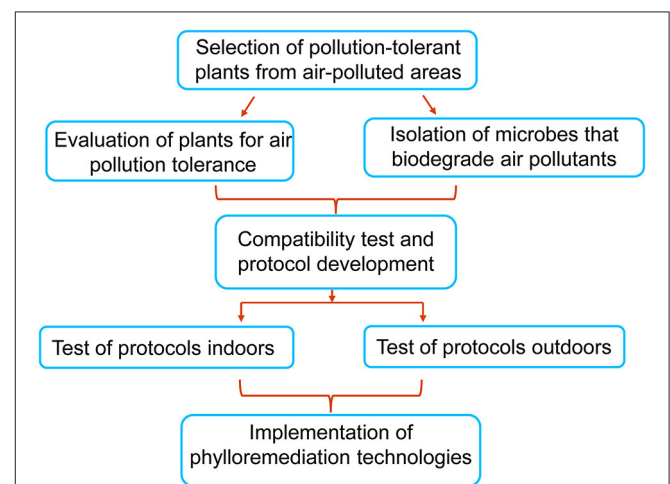 Selection of pollution-tolerant
plants from air-polluted areas
Evaluation of plants for air
pollution tolerance
Isolation of microbes that
biodegrade air pollutants
Compatibility test and
protocol development
Test of protocols indoors
Test of protocols outdoors
Implementation of
phylloremediation technologies